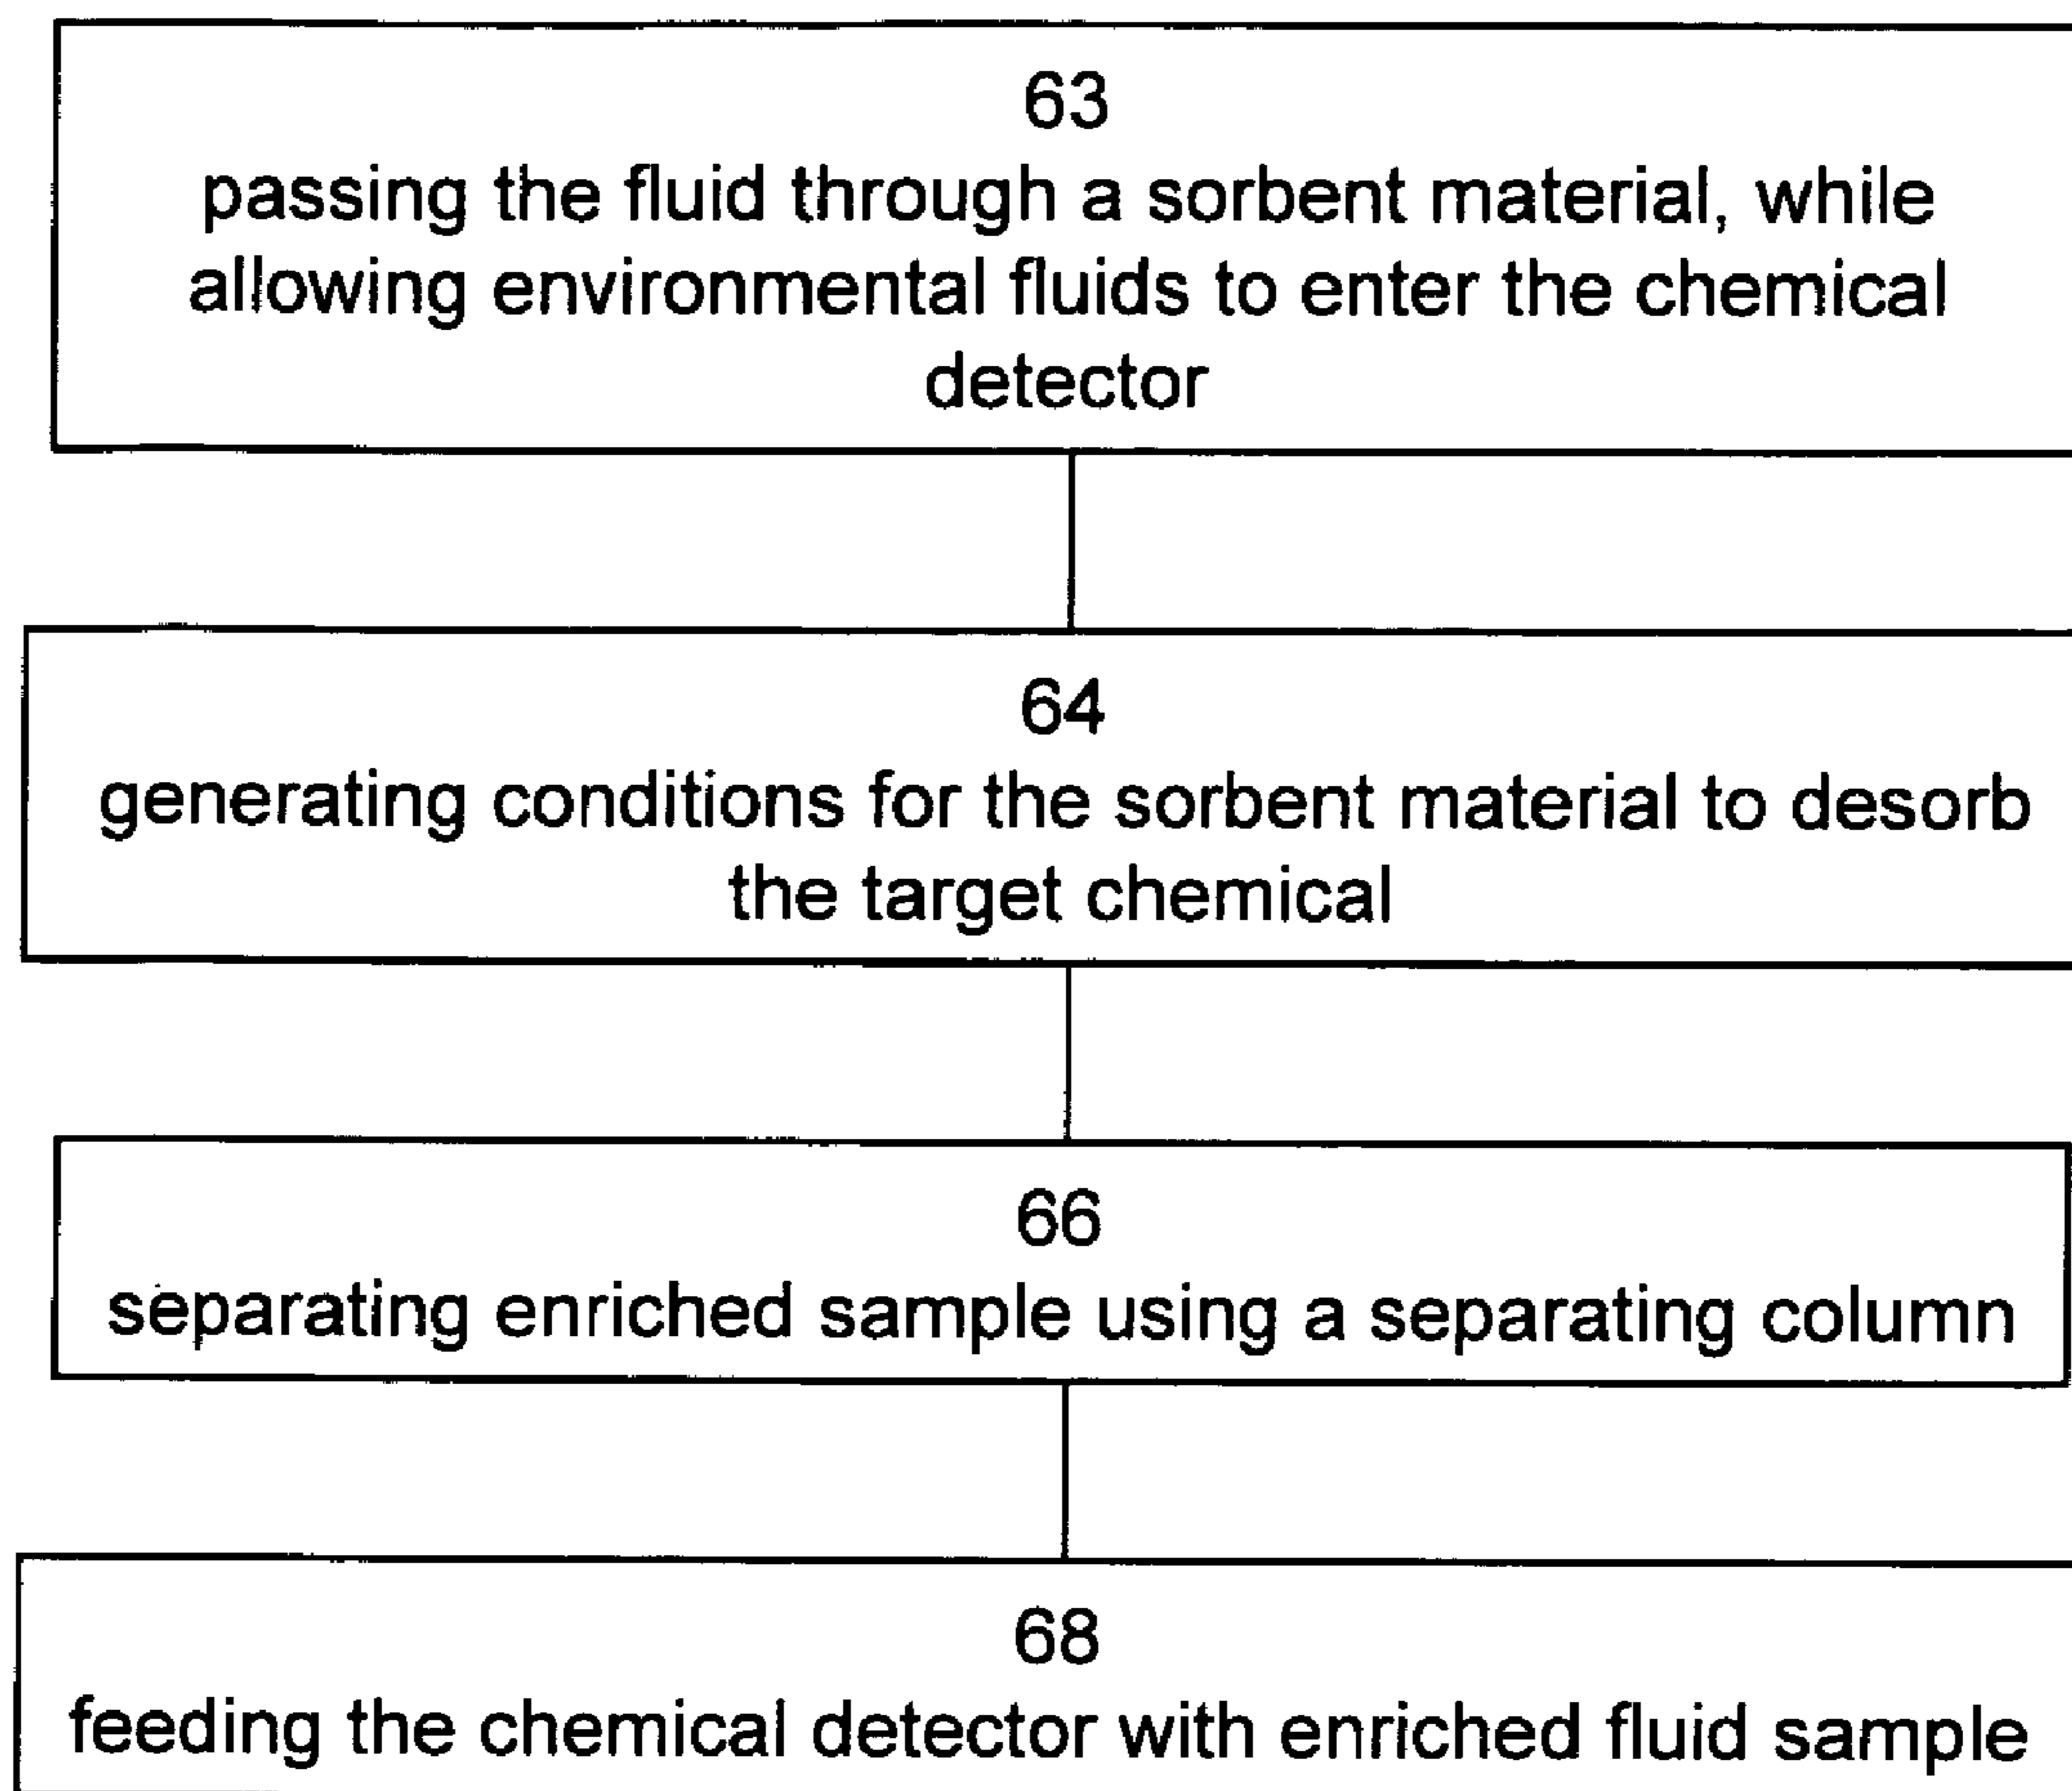 63
passing the fluid through a sorbent material, while
allowing environmental fluids to enter the chemical
detector
64
generating conditions for the sorbent material to desorb
the target chemical
66
separating enriched sample using a separating column
68
feeding the chemical detector with enriched fluid sample